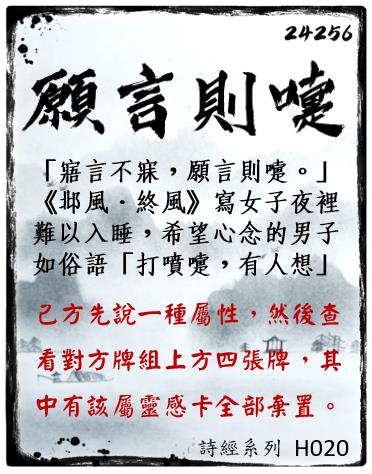 24256
願言則嚏
「寤言不寐，願言則嚏。」
《邶風．終風》寫女子夜裡
難以入睡，希望心念的男子
如俗語「打噴嚏，有人想」
己方先說一種屬性，然後查
看對方牌組上方四張牌，其
中有該屬靈感卡全部棄置。
詩經系列 H020